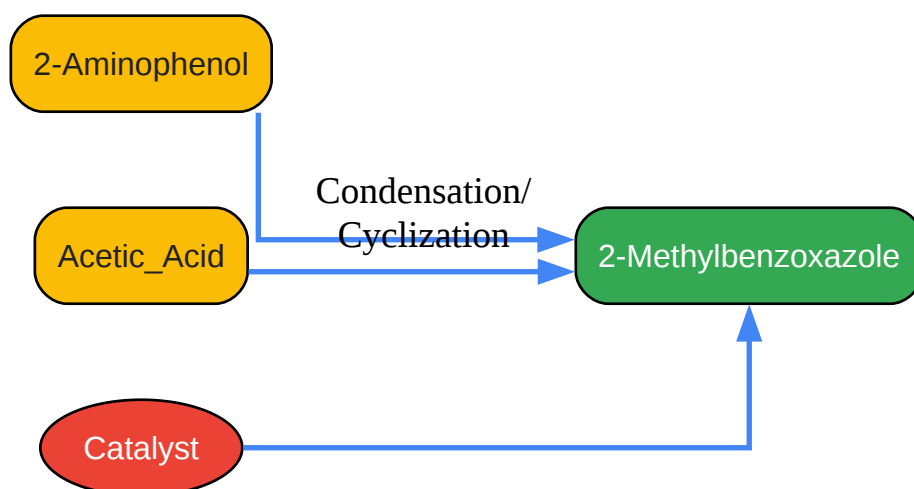 2-Aminophenol
Condensation/
Cyclization
Acetic_Acid
2-Methylbenzoxazole
Catalyst